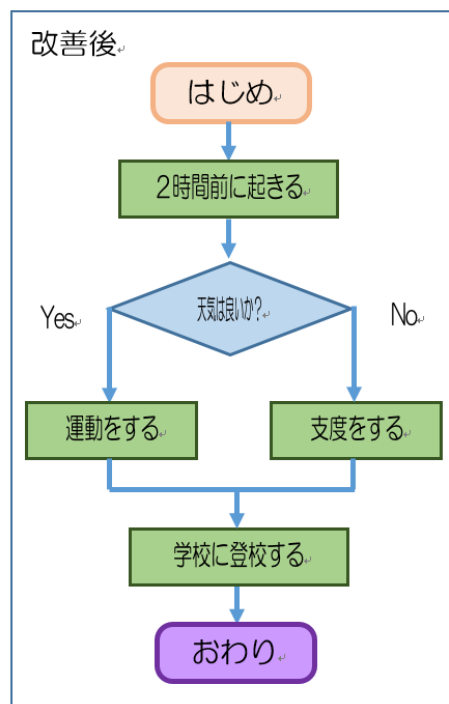 改善後
はじめ
２時間前に起きる
天気は良いか？
Yes
No
運動をする
支度をする
学校に登校する
おわり